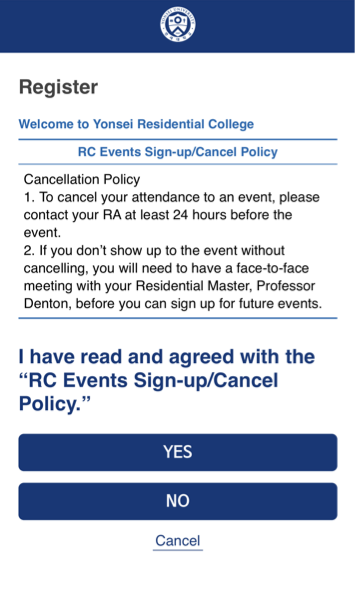 Register
Welcome to Yonsei Residential College
RC Events Sign-up/Cancel Policy
Cancellation Policy
1. To cancel your attendance to an event, please
contact your RA at least 24 hours before the
event.
2. If you don’t show up to the event without
cancelling, you will need to have a face-to-face
meeting with your Residential Master, Professor
Denton, before you can sign up for future events.
I have read and agreed with the
“RC Events Sign-up/Cancel
Policy.”
YES
NO
Cancel